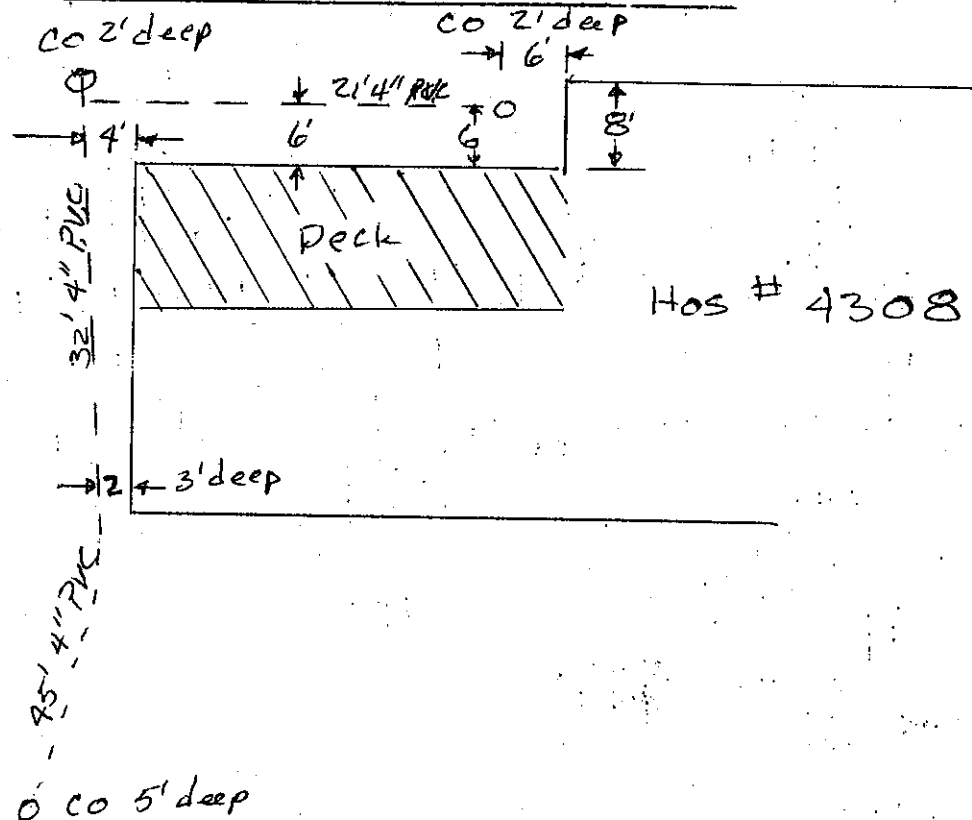 CO 2' deep
CO 2' deep
6'
21' 4" PVC
4'
6'
6
8'
32' 4" PVC
Deck
Hos # 4308
2
3' deep
45' 4" PVC
CO 5' deep